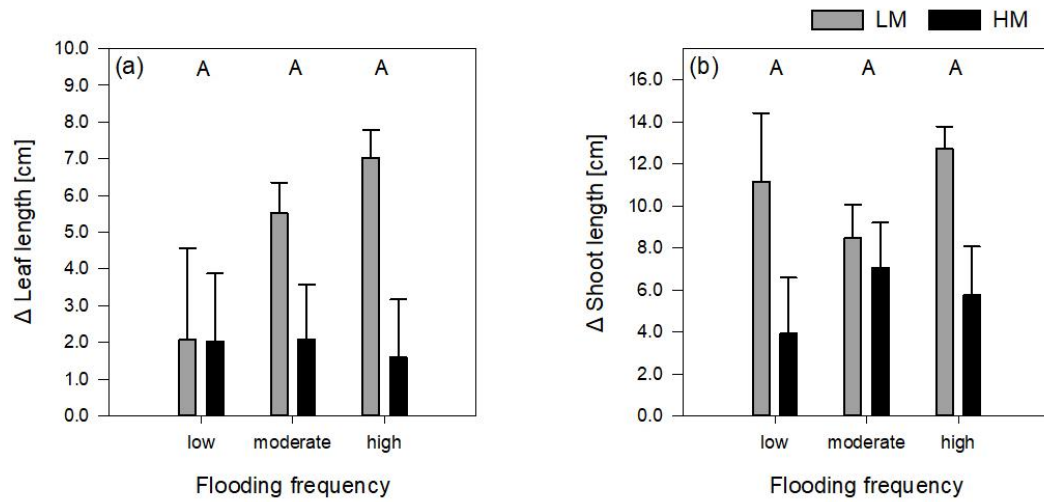 LM HM
(a) A A A
10.0
9.0
8.0
7.0
6.0
5.0
4.0
3.0
2.0
1.0
0.0
Δ Leaf length [cm]
low moderate high
Flooding frequency
(b) A A A
16.0
14.0
12.0
10.0
8.0
6.0
4.0
2.0
0.0
Δ Shoot length [cm]
low moderate high
Flooding frequency